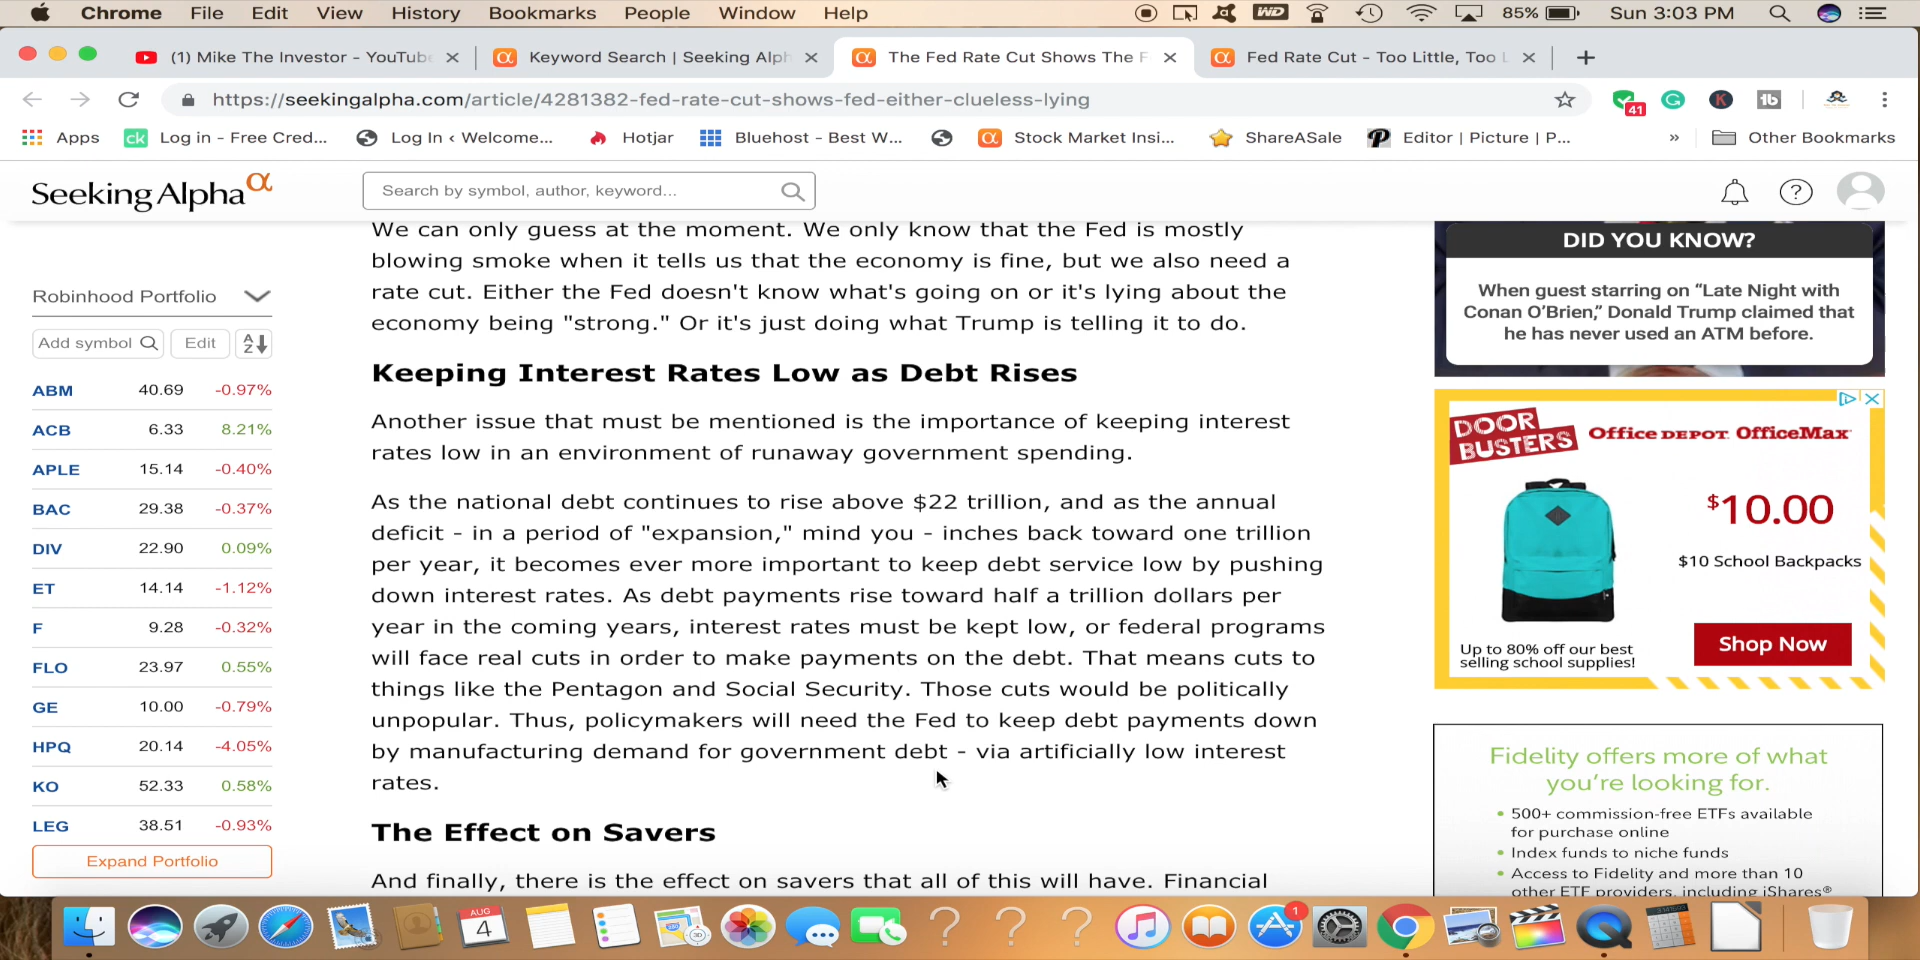 Chrome File Edit View History Bookmarks People Window Help WD 85% Sun 3:03 PM
(1) Mike The Investor - YouTube
Keyword Search | Seeking Alph
The Fed Rate Cut Shows The F
Fed Rate Cut - Too Little, Too L
https://seekingalpha.com/article/4281382-fed-rate-cut-shows-fed-either-clueless-lying
41 G K tb
Apps ck Log in - Free Cred... Log In ‹ Welcome... Hotjar Bluehost - Best W... α Stock Market Insi... ShareASale P Editor | Picture | P... » Other Bookmarks
Seeking Alpha α
Search by symbol, author, keyword...
?
Robinhood Portfolio
Add symbol Edit A Z
ABM 40.69 -0.97%
ACB 6.33 8.21%
APLE 15.14 -0.40%
BAC 29.38 -0.37%
DIV 22.90 0.09%
ET 14.14 -1.12%
F 9.28 -0.32%
FLO 23.97 0.55%
GE 10.00 -0.79%
HPQ 20.14 -4.05%
KO 52.33 0.58%
LEG 38.51 -0.93%
Expand Portfolio
We can only guess at the moment. We only know that the Fed is mostly
blowing smoke when it tells us that the economy is fine, but we also need a
rate cut. Either the Fed doesn't know what's going on or it's lying about the
economy being "strong." Or it's just doing what Trump is telling it to do.
Keeping Interest Rates Low as Debt Rises
Another issue that must be mentioned is the importance of keeping interest
rates low in an environment of runaway government spending.
As the national debt continues to rise above $22 trillion, and as the annual
deficit - in a period of "expansion," mind you - inches back toward one trillion
per year, it becomes ever more important to keep debt service low by pushing
down interest rates. As debt payments rise toward half a trillion dollars per
year in the coming years, interest rates must be kept low, or federal programs
will face real cuts in order to make payments on the debt. That means cuts to
things like the Pentagon and Social Security. Those cuts would be politically
unpopular. Thus, policymakers will need the Fed to keep debt payments down
by manufacturing demand for government debt - via artificially low interest
rates.
The Effect on Savers
And finally, there is the effect on savers that all of this will have. Financial
DID YOU KNOW?
When guest starring on “Late Night with
Conan O’Brien,” Donald Trump claimed that
he has never used an ATM before.
DOOR
BUSTERS
Office DEPOT OfficeMax
$10.00
$10 School Backpacks
Up to 80% off our best
selling school supplies!
Shop Now
Fidelity offers more of what
you’re looking for.
• 500+ commission-free ETFs available
for purchase online
• Index funds to niche funds
• Access to Fidelity and more than 10
other ETF providers, including iShares®
AUG
4
1